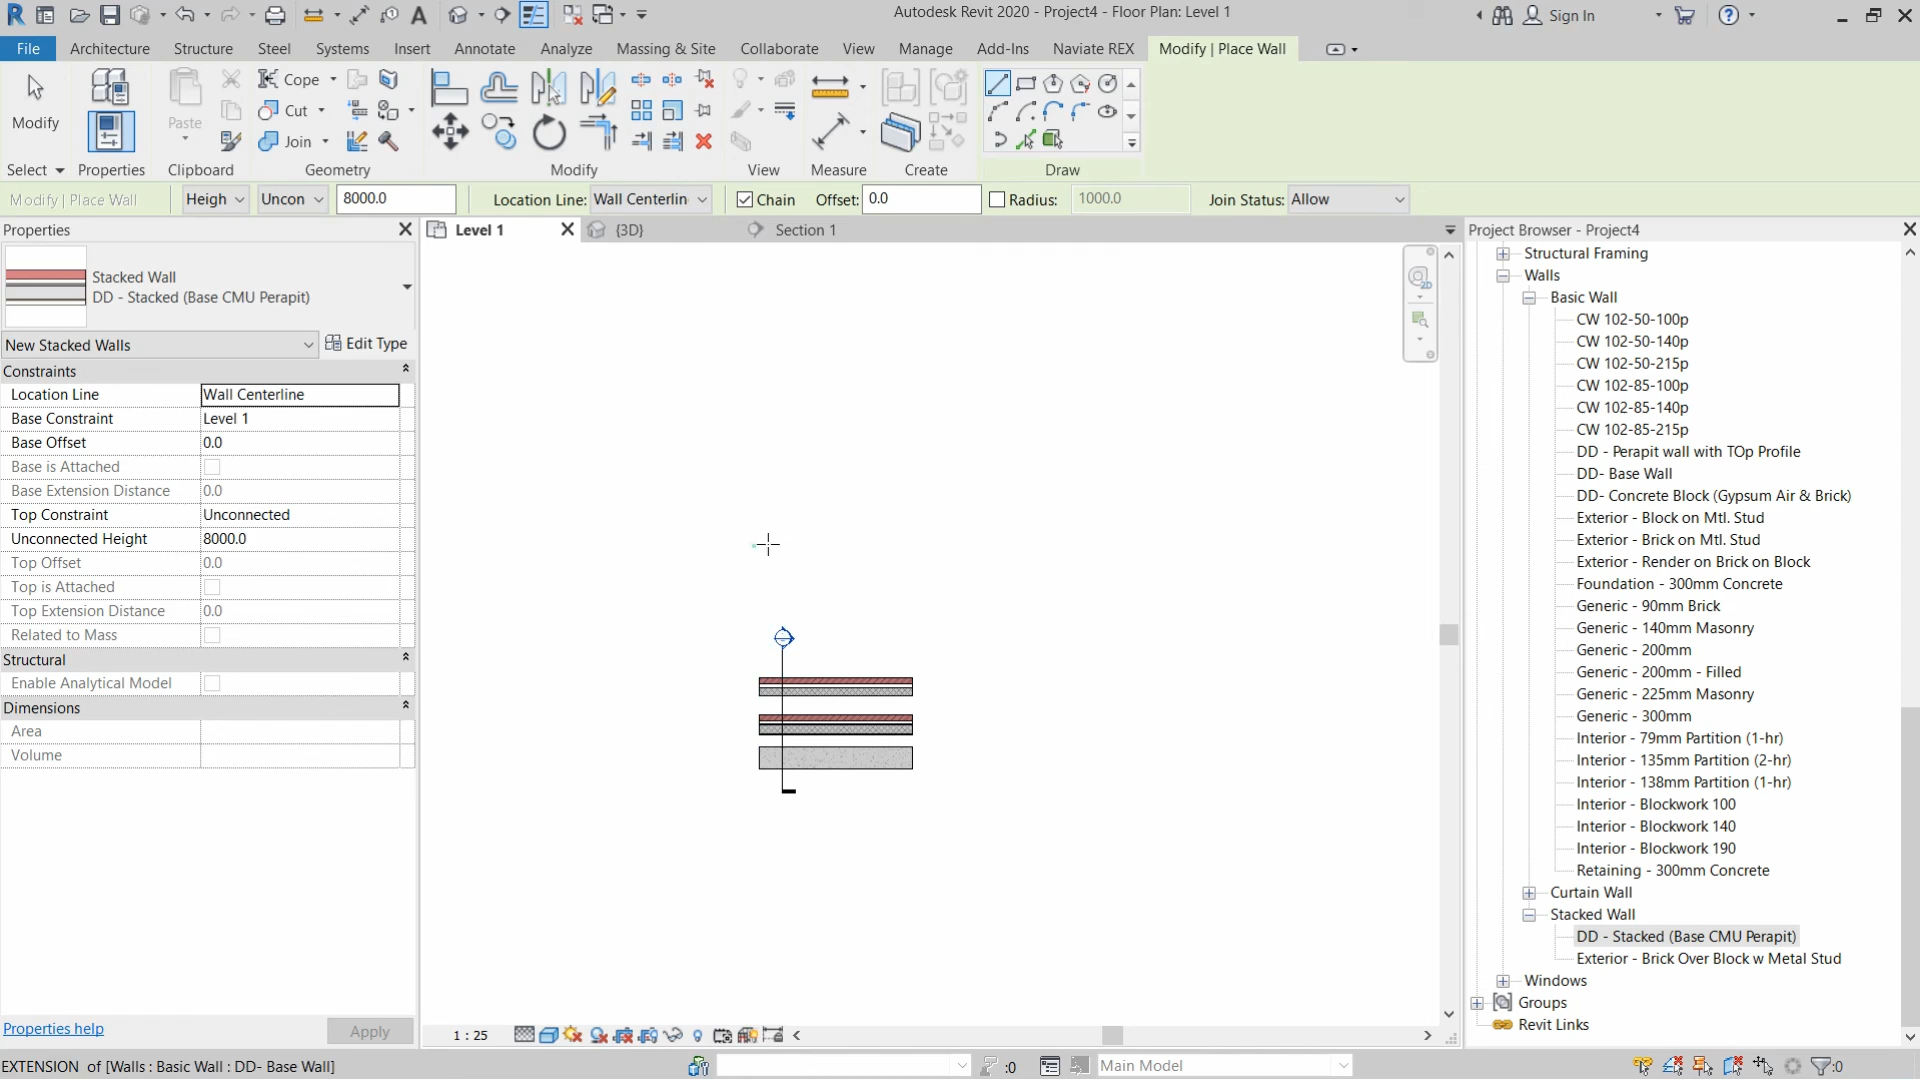 Autodesk Revit 2020 - Project4 - Floor Plan: Level 1
Sign In
File
Architecture
Structure
Steel
Systems
Insert
Annotate
Analyze
Massing & Site
Collaborate
View
Manage
Add-Ins
Naviate REX
Modify | Place Wall
Modify
Paste
Cope
Cut
Join
Select
Properties
Clipboard
Geometry
Modify
View
Measure
Create
Draw
Modify | Place Wall
Heigh
Uncon
8000.0
Location Line:
Wall Centerlin
Chain
Offset:
0.0
Radius:
1000.0
Join Status:
Allow
Properties
Stacked Wall
DD - Stacked (Base CMU Perapit)
New Stacked Walls
Edit Type
Constraints
Location Line Wall Centerline
Base Constraint Level 1
Base Offset 0.0
Base is Attached
Base Extension Distance 0.0
Top Constraint Unconnected
Unconnected Height 8000.0
Top Offset 0.0
Top is Attached
Top Extension Distance 0.0
Related to Mass
Structural
Enable Analytical Model
Dimensions
Area
Volume
Properties help
Apply
Level 1
{3D}
Section 1
2D
1 : 25
Project Browser - Project4
Structural Framing
Walls
Basic Wall
CW 102-50-100p
CW 102-50-140p
CW 102-50-215p
CW 102-85-100p
CW 102-85-140p
CW 102-85-215p
DD - Perapit wall with TOp Profile
DD- Base Wall
DD- Concrete Block (Gypsum Air & Brick)
Exterior - Block on Mtl. Stud
Exterior - Brick on Mtl. Stud
Exterior - Render on Brick on Block
Foundation - 300mm Concrete
Generic - 90mm Brick
Generic - 140mm Masonry
Generic - 200mm
Generic - 200mm - Filled
Generic - 225mm Masonry
Generic - 300mm
Interior - 79mm Partition (1-hr)
Interior - 135mm Partition (2-hr)
Interior - 138mm Partition (1-hr)
Interior - Blockwork 100
Interior - Blockwork 140
Interior - Blockwork 190
Retaining - 300mm Concrete
Curtain Wall
Stacked Wall
DD - Stacked (Base CMU Perapit)
Exterior - Brick Over Block w Metal Stud
Windows
Groups
Revit Links
EXTENSION of [Walls : Basic Wall : DD- Base Wall]
:0
Main Model
:0